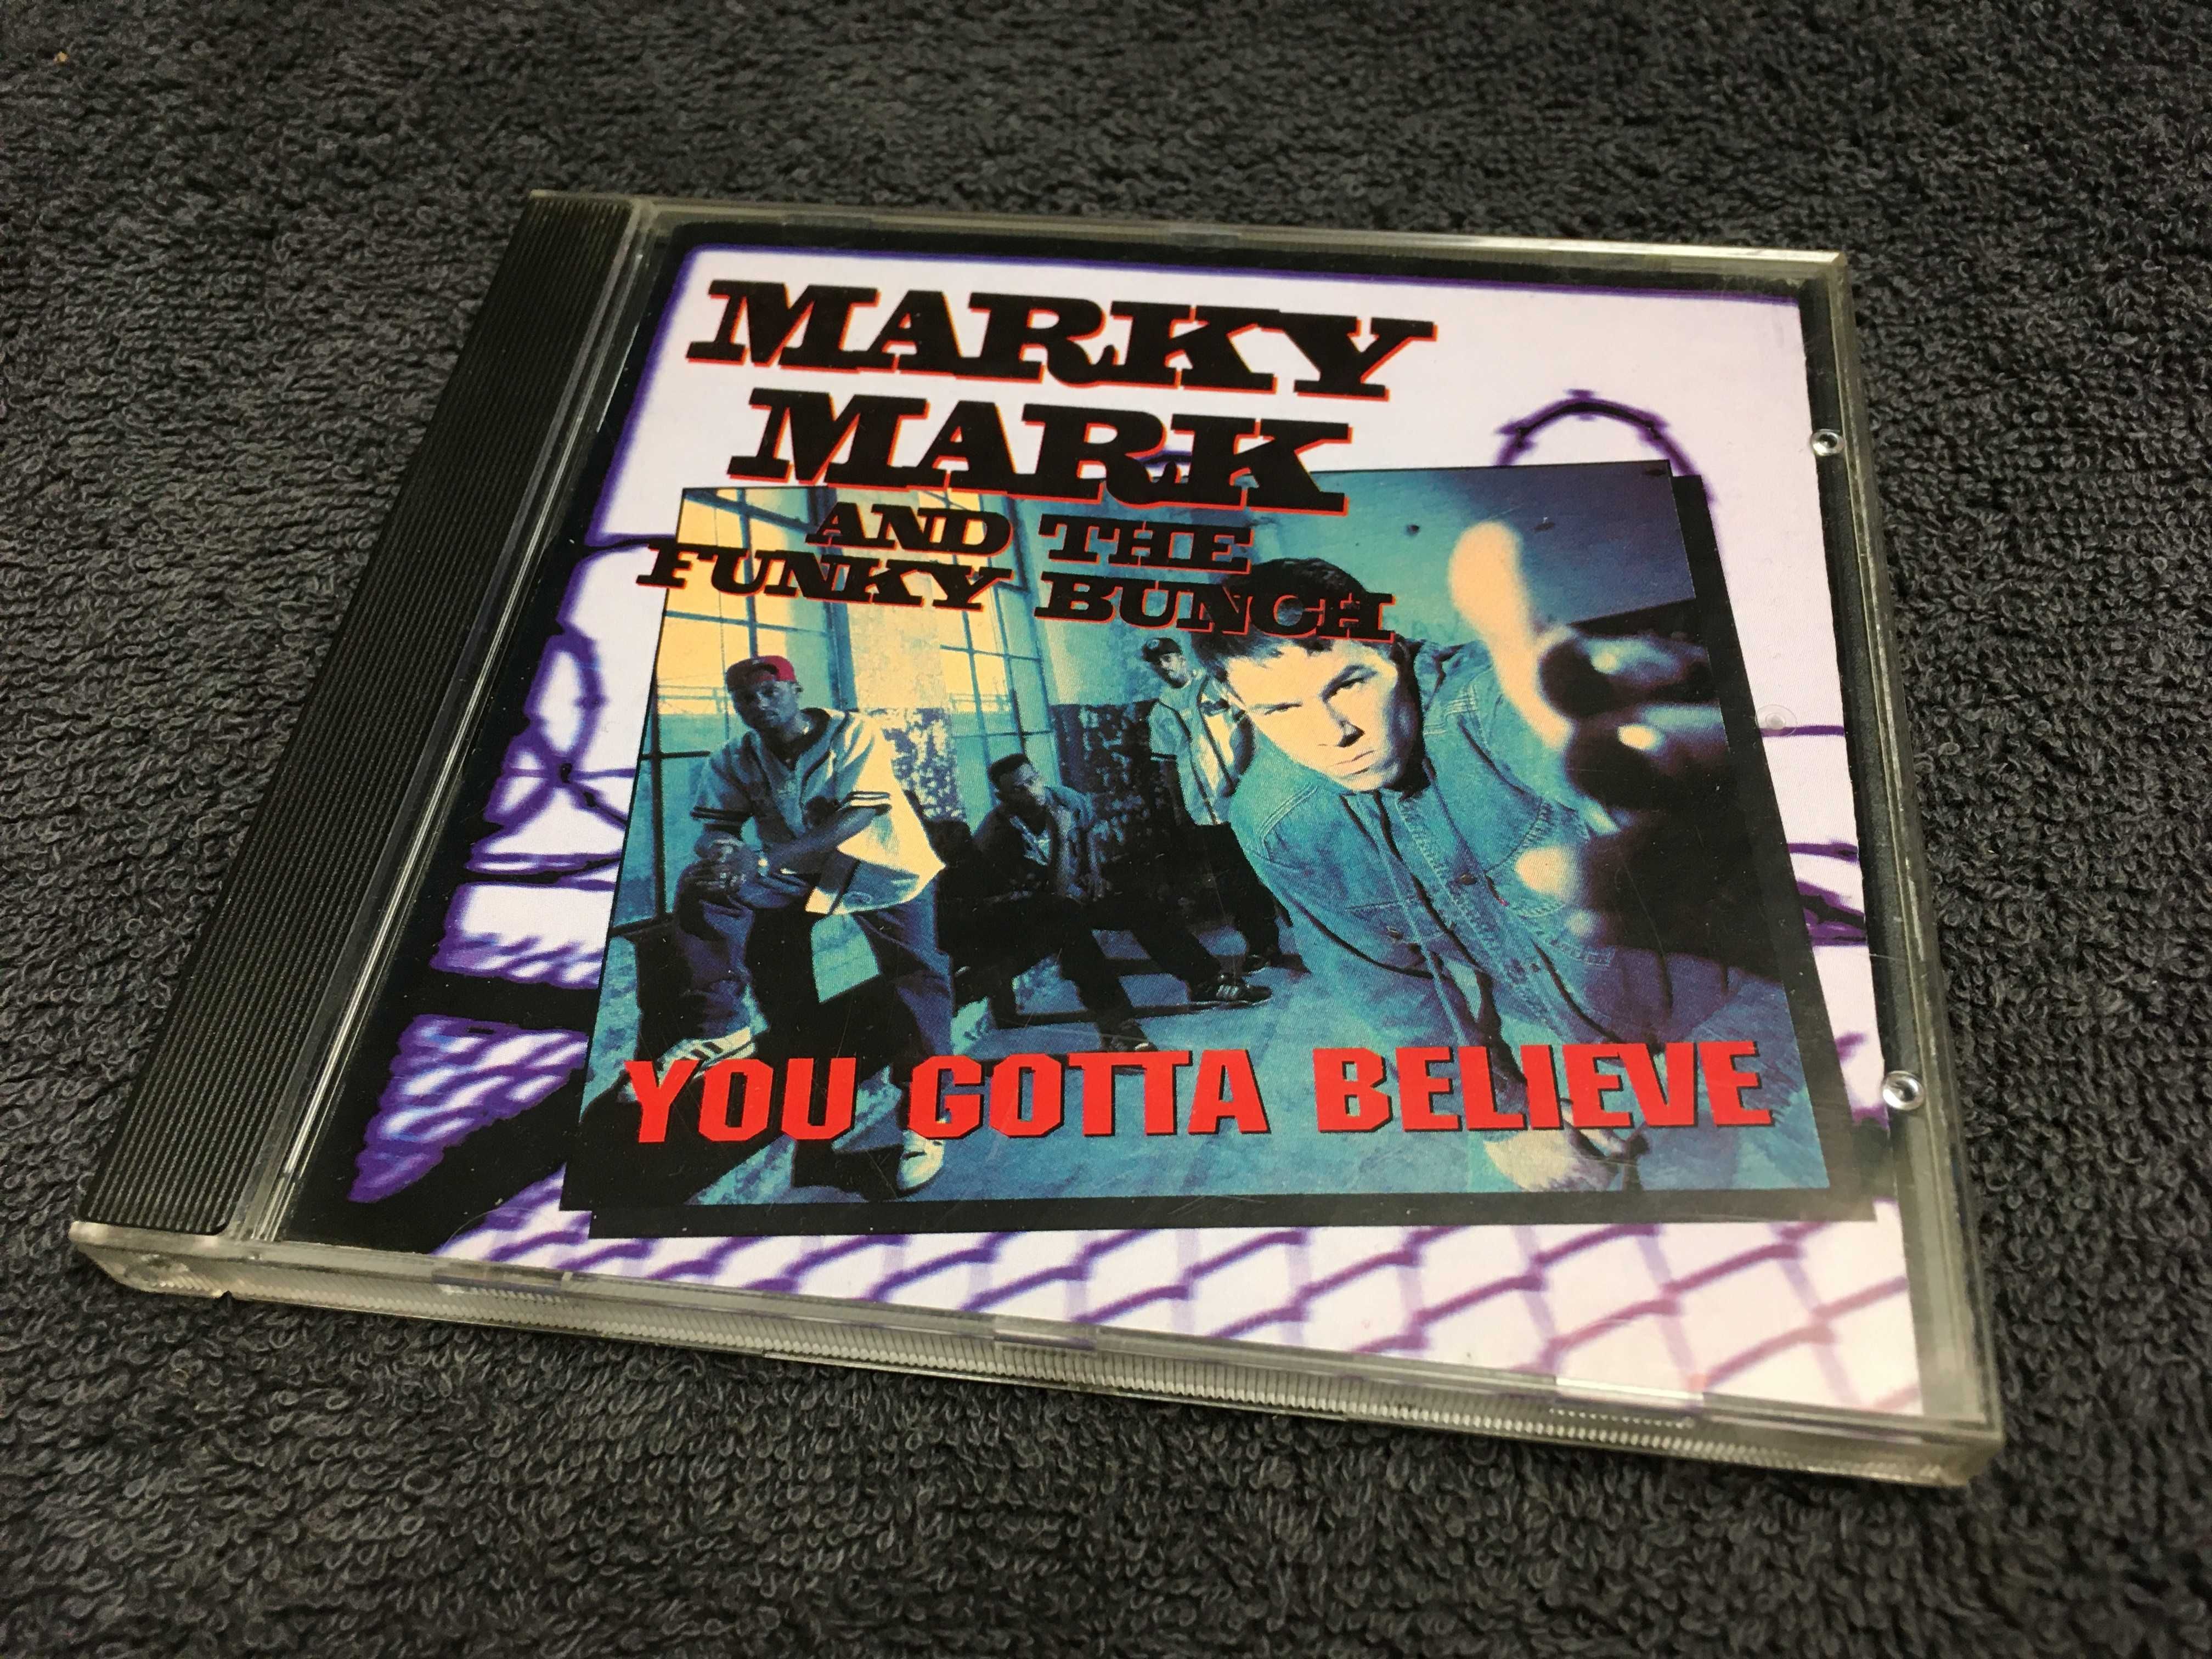 MARKY
MARK
AND THE
FUNKY BUNCH
YOU GOTTA BELIEVE